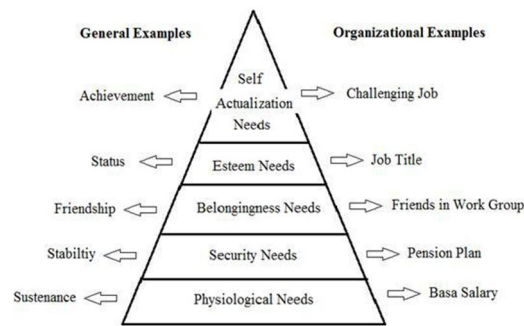 General Examples
Organizational Examples
Self
Actualization
Needs
Achievement
Challenging Job
Status
Esteem Needs
Job Title
Friendship
Belongingness Needs
Friends in Work Group
Stabiltiy
Security Needs
Pension Plan
Sustenance
Physiological Needs
Basa Salary